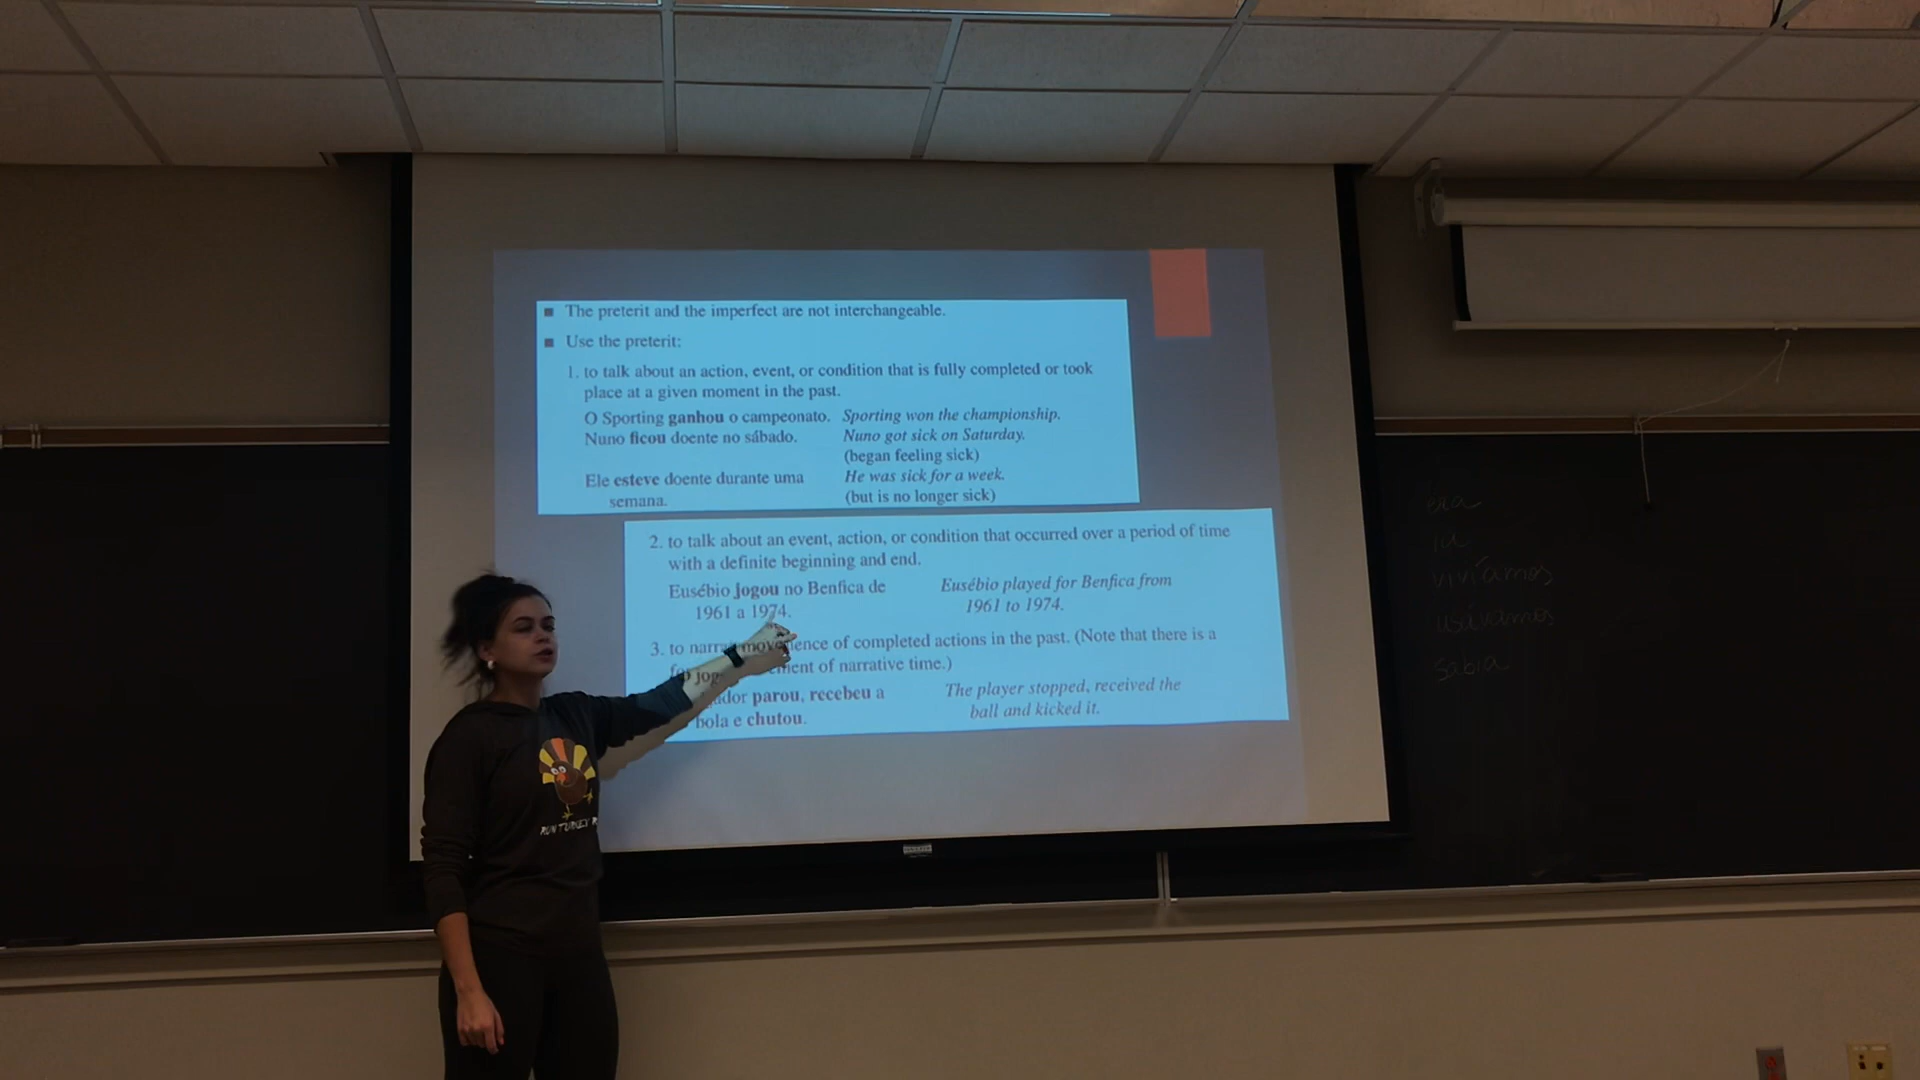 The preterit and the imperfect are not interchangeable.
Use the preterit:
1. to talk about an action, event, or condition that is fully completed or took
place at a given moment in the past.
O Sporting ganhou o campeonato. Sporting won the championship.
Nuno ficou doente no sábado. Nuno got sick on Saturday.
(began feeling sick)
Ele esteve doente durante uma He was sick for a week.
semana. (but is no longer sick)
2. to talk about an event, action, or condition that occurred over a period of time
with a definite beginning and end.
Eusébio jogou no Benfica de Eusébio played for Benfica from
1961 a 1974. 1961 to 1974.
3. to of completed actions in the past. (Note that there is a
of narrative time.)
parou, recebeu a The player stopped, received the
bola e chutou. ball and kicked it.
RUN TURKEY
era
ia
vivíamos
usávamos
sabia